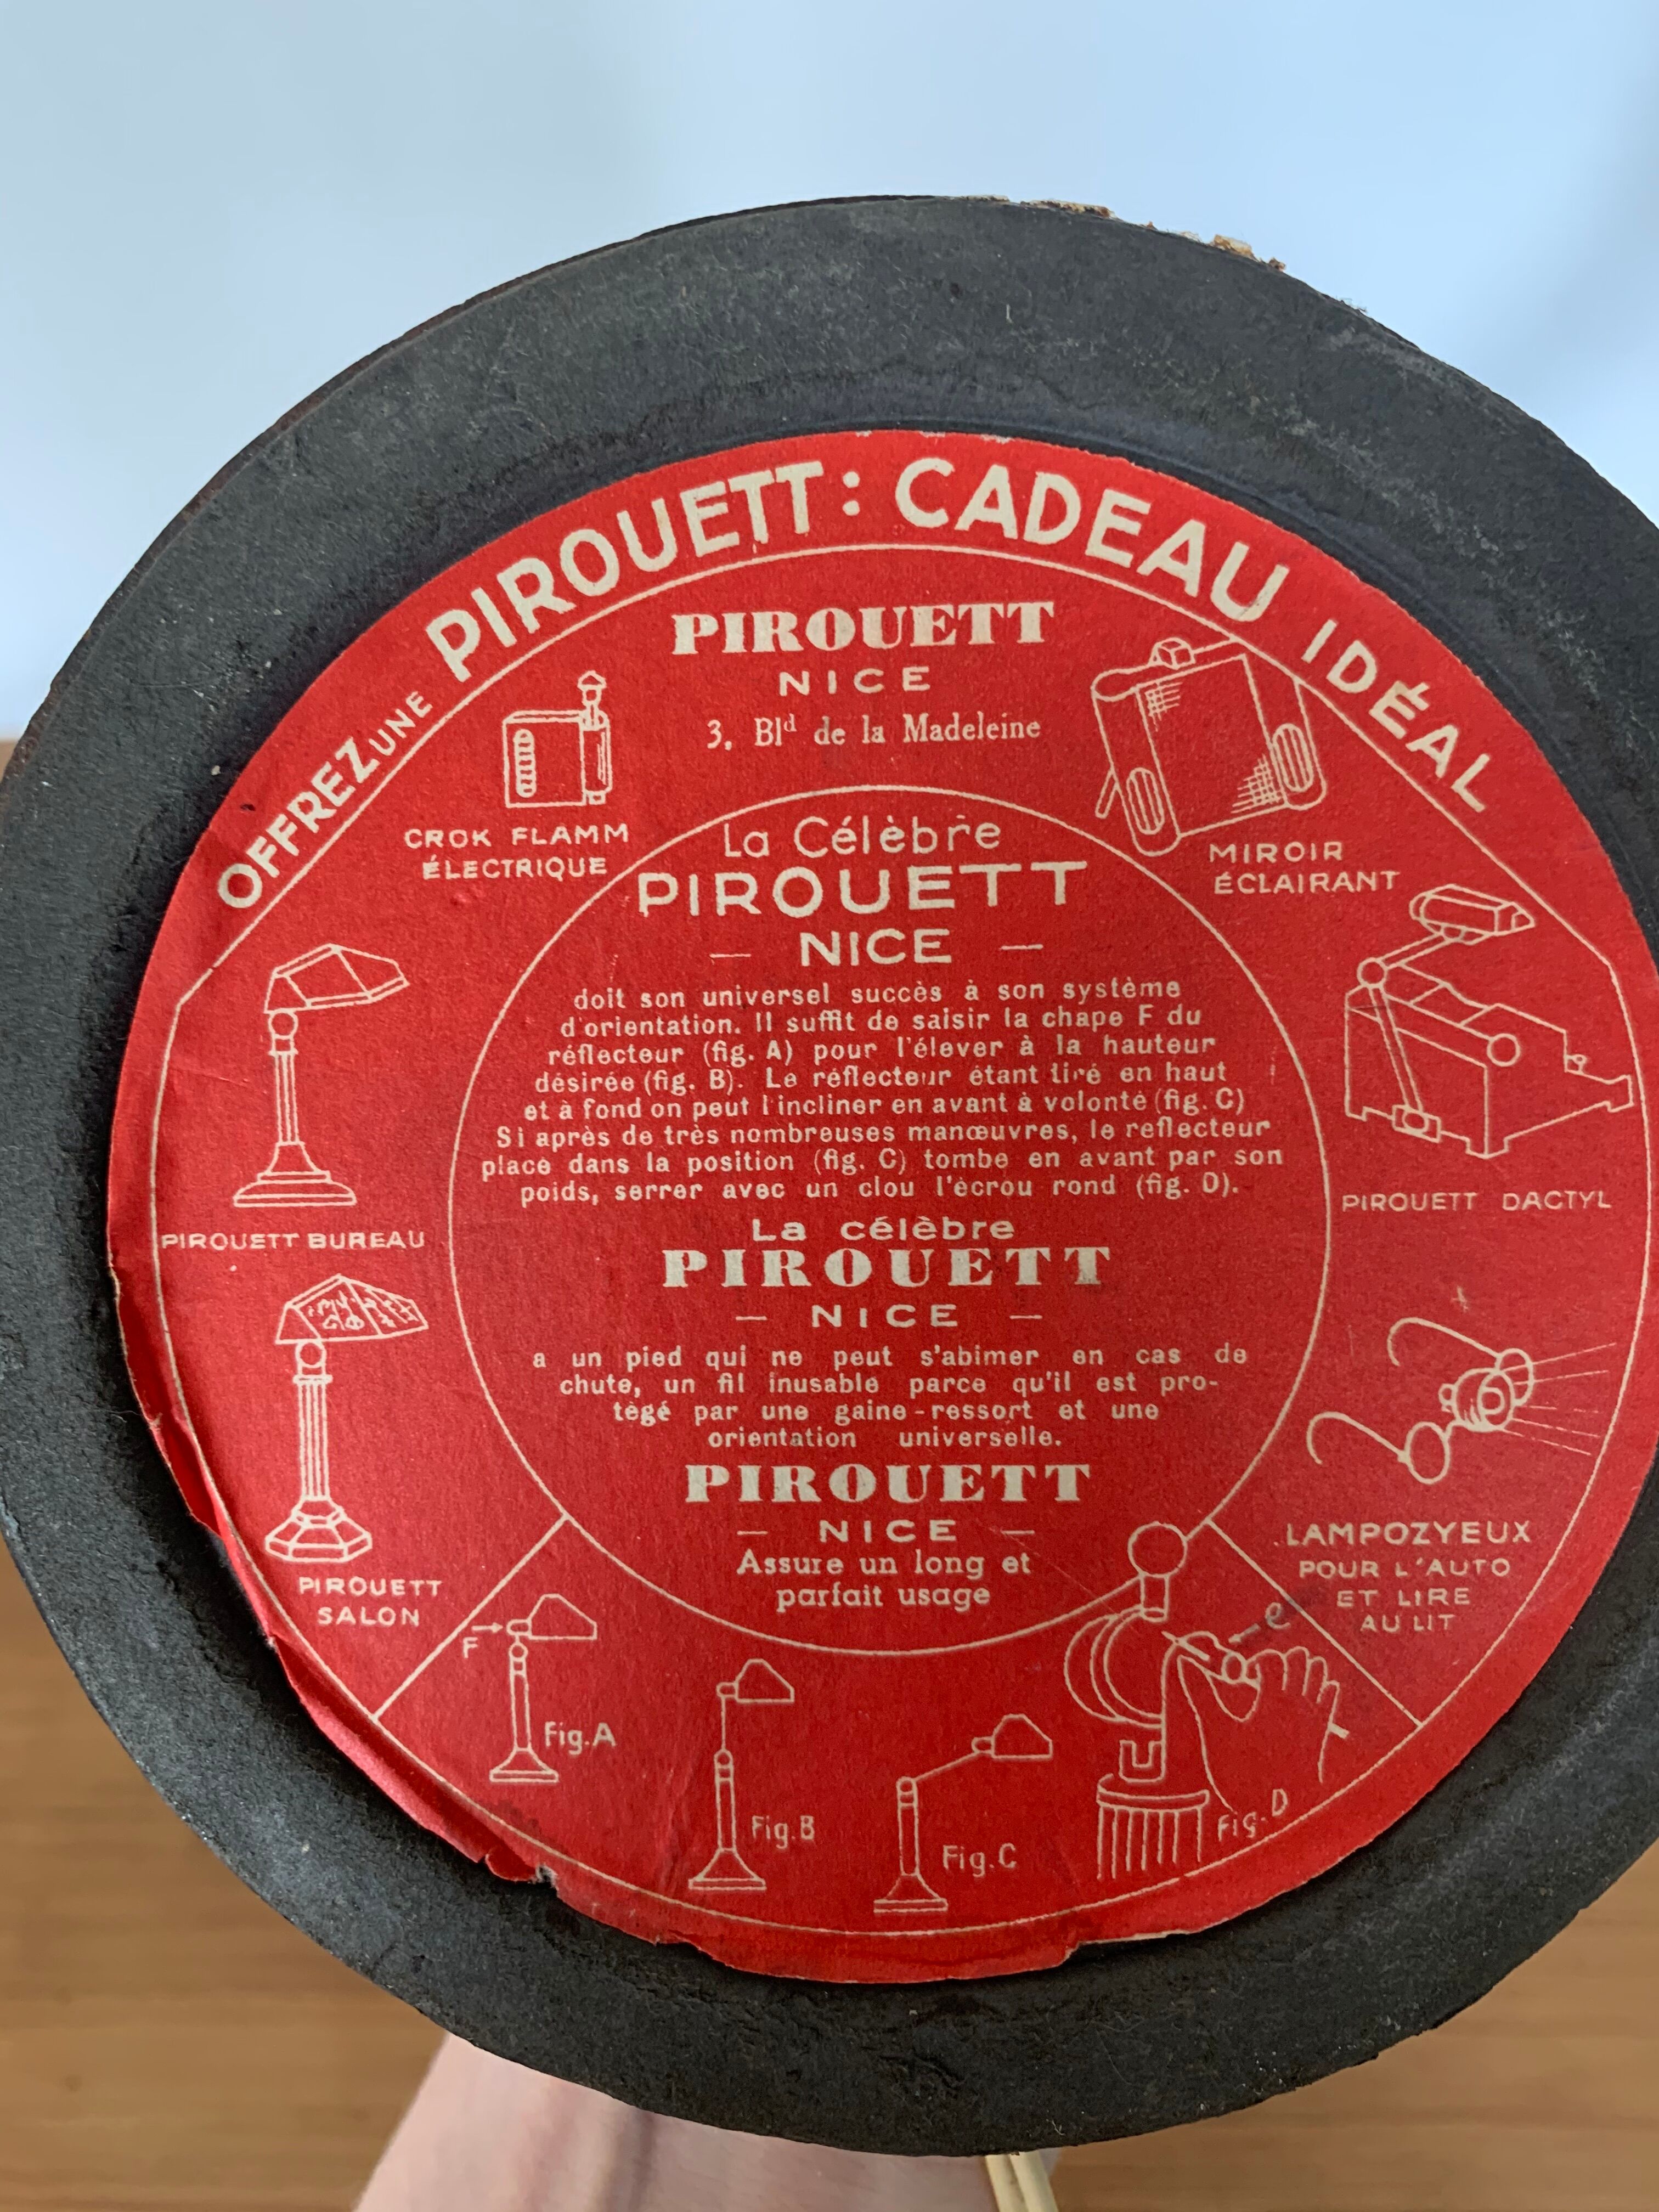 OFFREZ UNE PIROUETT : CADEAU IDÉAL
PIROUETT
NICE
3, Bld de la Madeleine
CROK FLAMM
ÉLECTRIQUE
MIROIR
ÉCLAIRANT
PIROUETT BUREAU
PIROUETT
SALON
La Célèbre
PIROUETT
— NICE —
doit son universel succès à son système
d'orientation. Il suffit de saisir la chape F du
réflecteur (fig. A) pour l'élever à la hauteur
désirée (fig. B). Le réflecteur étant tiré en haut
et à fond on peut l'incliner en avant à volonté (fig. C)
Si après de très nombreuses manœuvres, le reflecteur
placé dans la position (fig. C) tombe en avant par son
poids, serrer avec un clou l'écrou rond (fig. D).
La célèbre
PIROUETT
— NICE —
a un pied qui ne peut s'abimer en cas de
chute, un fil inusable parce qu'il est pro-
tégé par une gaine-ressort et une
orientation universelle.
PIROUETT
— NICE —
Assure un long et
parfait usage
PIROUETT DACTYL
LAMPOZYEUX
POUR L'AUTO
ET LIRE
AU LIT
F
Fig.A
Fig.B
Fig.C
e
Fig.D